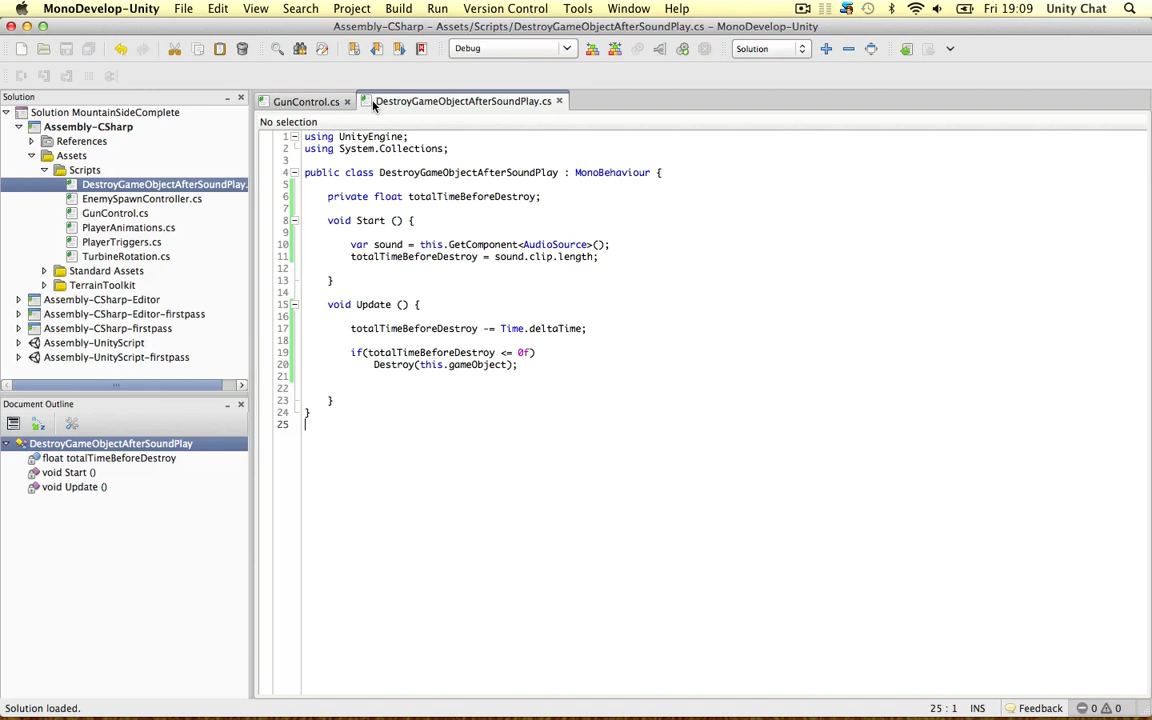 MonoDevelop-Unity File Edit View Search Project Build Run Version Control Tools Window Help Fri 19:09 Unity Chat
Assembly-CSharp - Assets/Scripts/DestroyGameObjectAfterSoundPlay.cs - MonoDevelop-Unity
Debug Solution
Solution
Solution MountainSideComplete
Assembly-CSharp
References
Assets
Scripts
DestroyGameObjectAfterSoundPlay.
EnemySpawnController.cs
GunControl.cs
PlayerAnimations.cs
PlayerTriggers.cs
TurbineRotation.cs
Standard Assets
TerrainToolkit
Assembly-CSharp-Editor
Assembly-CSharp-Editor-firstpass
Assembly-CSharp-firstpass
Assembly-UnityScript
Assembly-UnityScript-firstpass
Document Outline
DestroyGameObjectAfterSoundPlay
float totalTimeBeforeDestroy
void Start ()
void Update ()
GunControl.cs DestroyGameObjectAfterSoundPlay.cs
No selection
1 using UnityEngine;
2 using System.Collections;
3
4 public class DestroyGameObjectAfterSoundPlay : MonoBehaviour {
5
6 private float totalTimeBeforeDestroy;
7
8 void Start () {
9
10 var sound = this.GetComponent<AudioSource>();
11 totalTimeBeforeDestroy = sound.clip.length;
12
13 }
14
15 void Update () {
16
17 totalTimeBeforeDestroy -= Time.deltaTime;
18
19 if(totalTimeBeforeDestroy <= 0f)
20 Destroy(this.gameObject);
21
22
23 }
24 }
25
Solution loaded. 25 : 1 INS Feedback 0 0